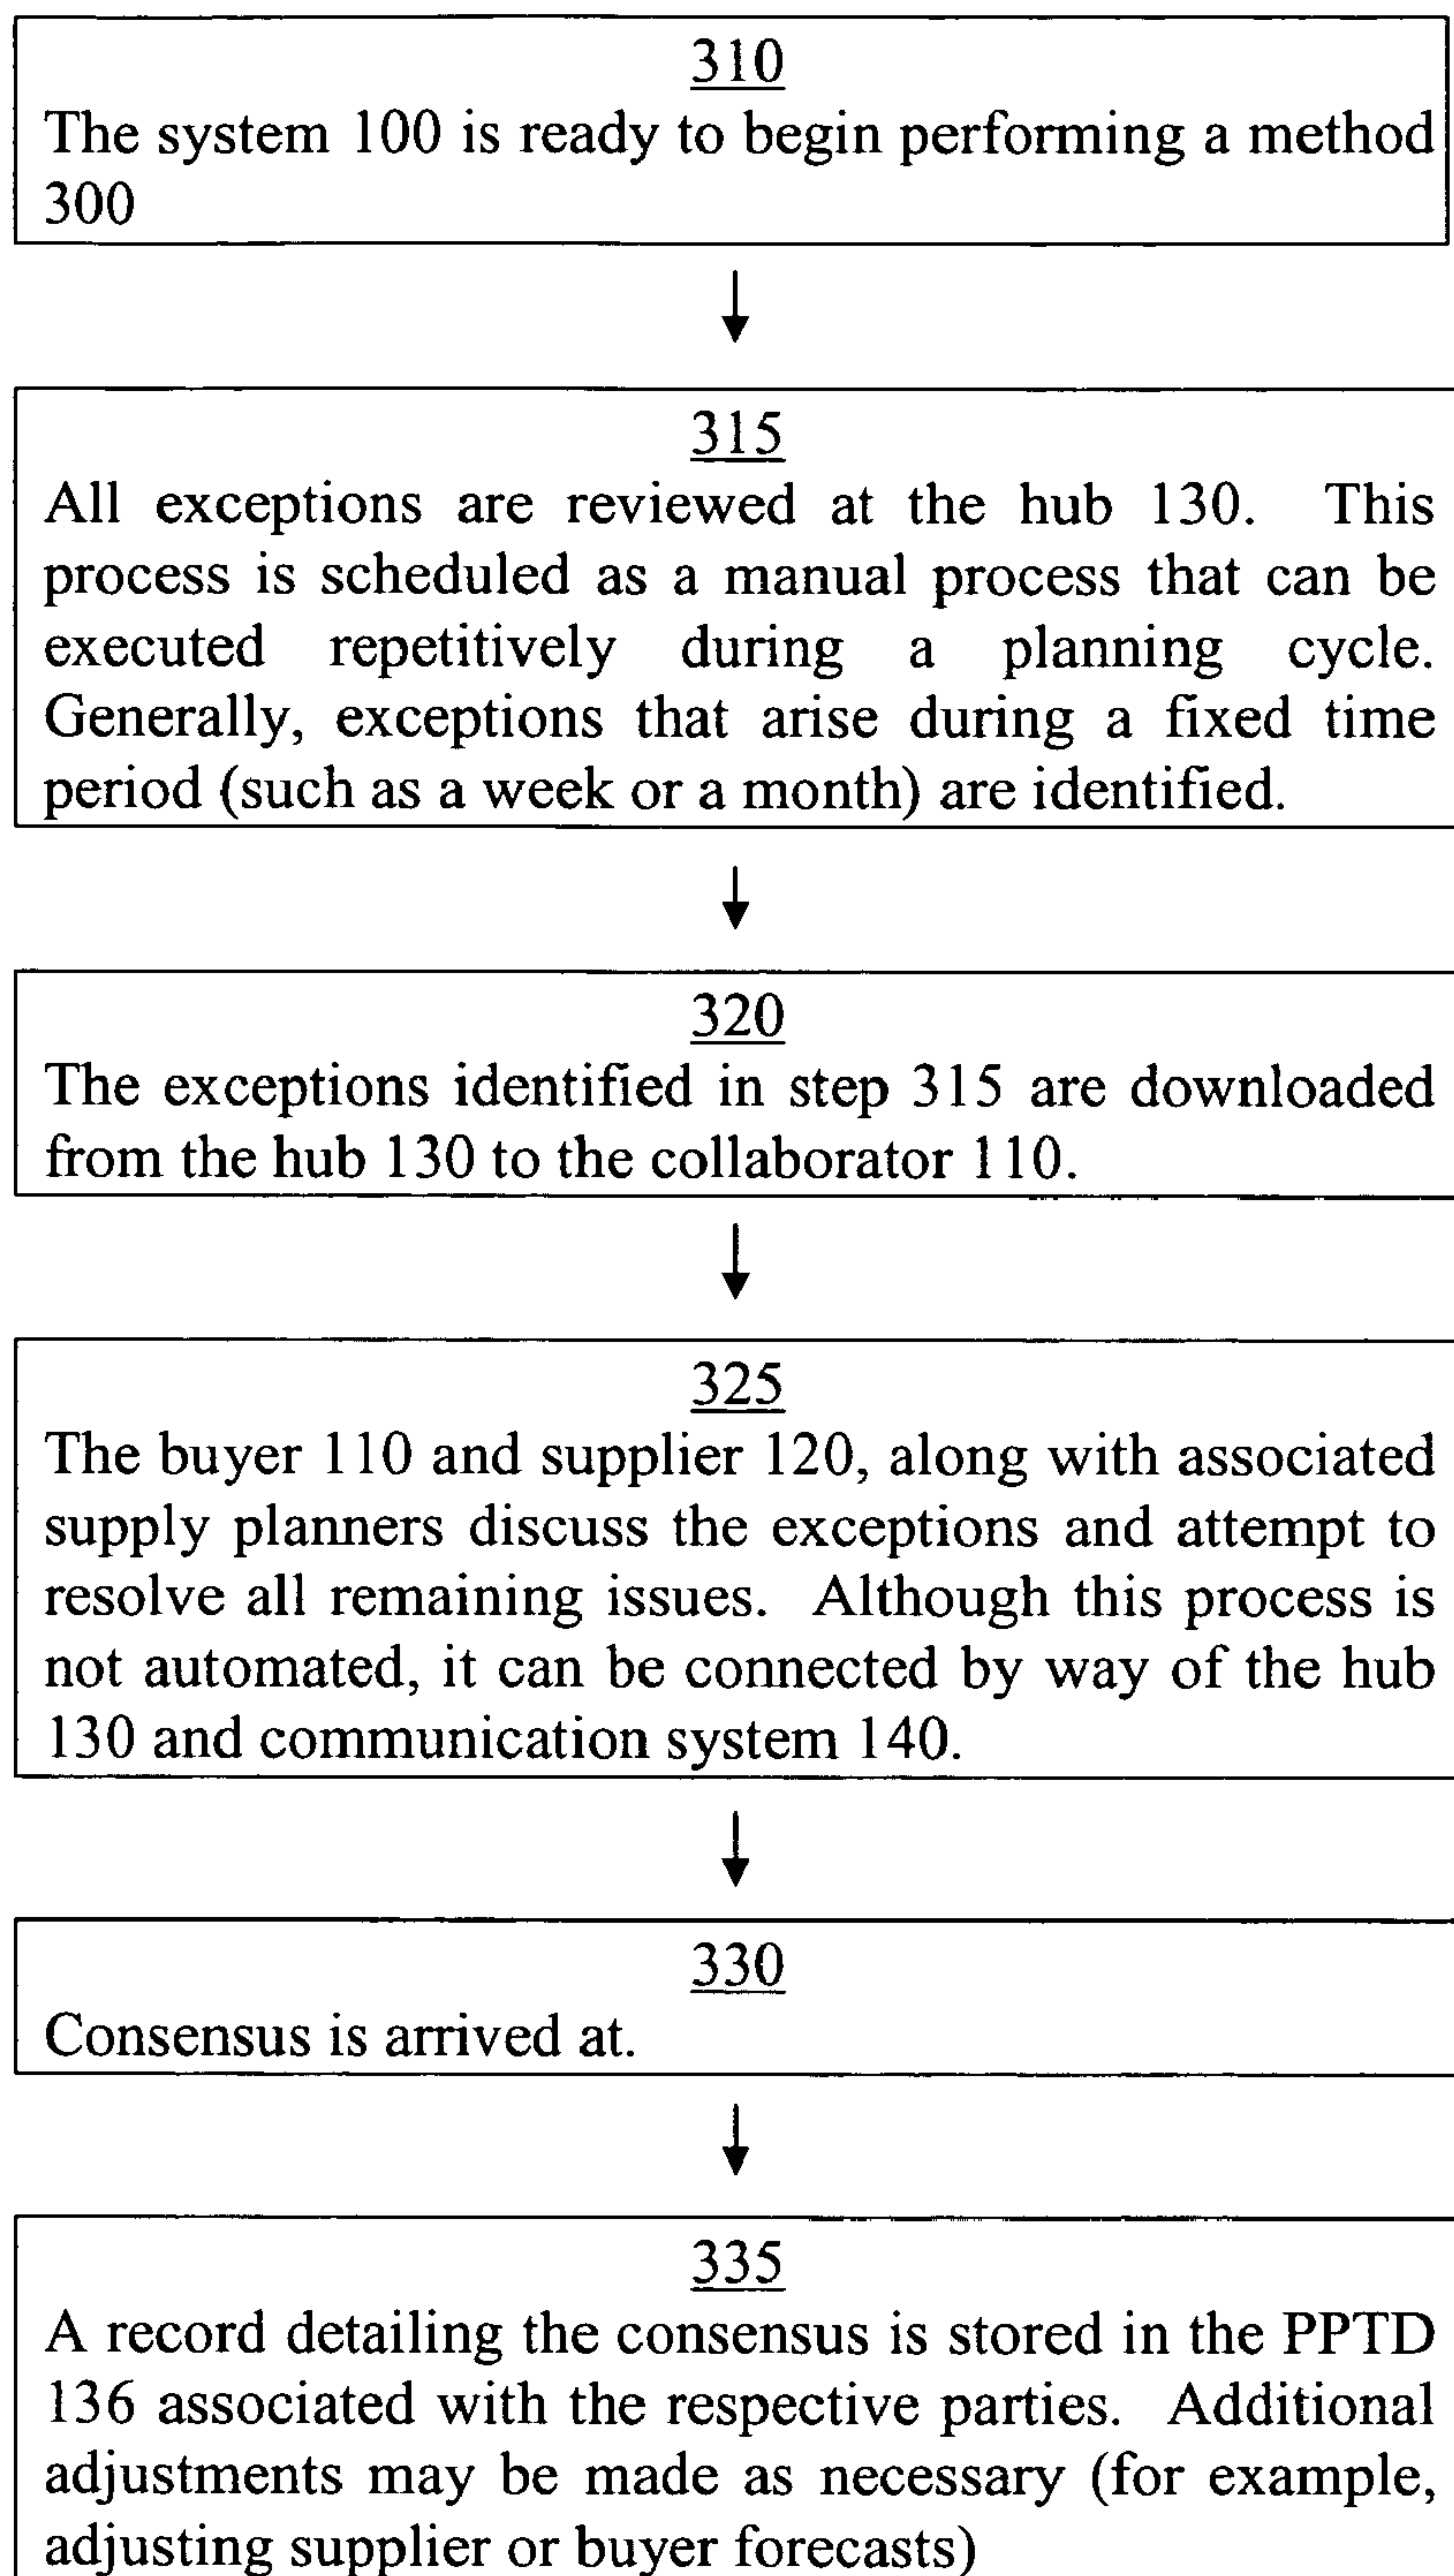 310
The system 100 is ready to begin performing a method
300
315
All exceptions are reviewed at the hub 130. This
process is scheduled as a manual process that can be
executed repetitively during a planning cycle.
Generally, exceptions that arise during a fixed time
period (such as a week or a month) are identified.
320
The exceptions identified in step 315 are downloaded
from the hub 130 to the collaborator 110.
325
The buyer 110 and supplier 120, along with associated
supply planners discuss the exceptions and attempt to
resolve all remaining issues. Although this process is
not automated, it can be connected by way of the hub
130 and communication system 140.
330
Consensus is arrived at.
335
A record detailing the consensus is stored in the PPTD
136 associated with the respective parties. Additional
adjustments may be made as necessary (for example,
adjusting supplier or buyer forecasts)